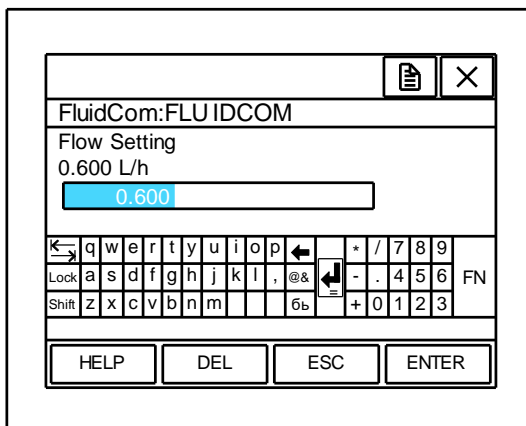 FluidCom:FLUIDCOM
Flow Setting
0.600 L/h
0.600
q w e r t y u i o p * / 7 8 9
Lock a s d f g h j k l , @& - . 4 5 6 FN
Shift z x c v b n m бь + 0 1 2 3
HELP DEL ESC ENTER